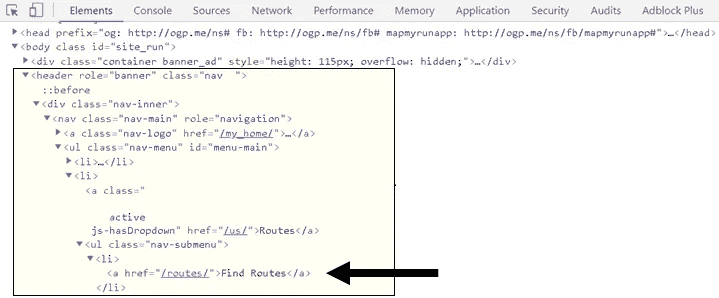 Elements Console Sources Network Performance Memory Application Security Audits Adblock Plus
▶<head prefix="og: http://ogp.me/ns# fb: http://ogp.me/ns/fb# mapmyrunapp: http://ogp.me/ns/fb/mapmyrunapp#">…</head>
▼<body class id="site_run">
▶<div class="container banner_ad" style="height: 115px; overflow: hidden;">…</div>
▼<header role="banner" class="nav  ">
::before
▼<div class="nav-inner">
▼<nav class="nav-main" role="navigation">
▶<a class="nav-logo" href="/my_home/">…</a>
▼<ul class="nav-menu" id="menu-main">
▶<li>…</li>
▼<li>
<a class="
active
js-hasDropdown" href="/us/">Routes</a>
▼<ul class="nav-submenu">
▼<li>
<a href="/routes/">Find Routes</a>
</li>